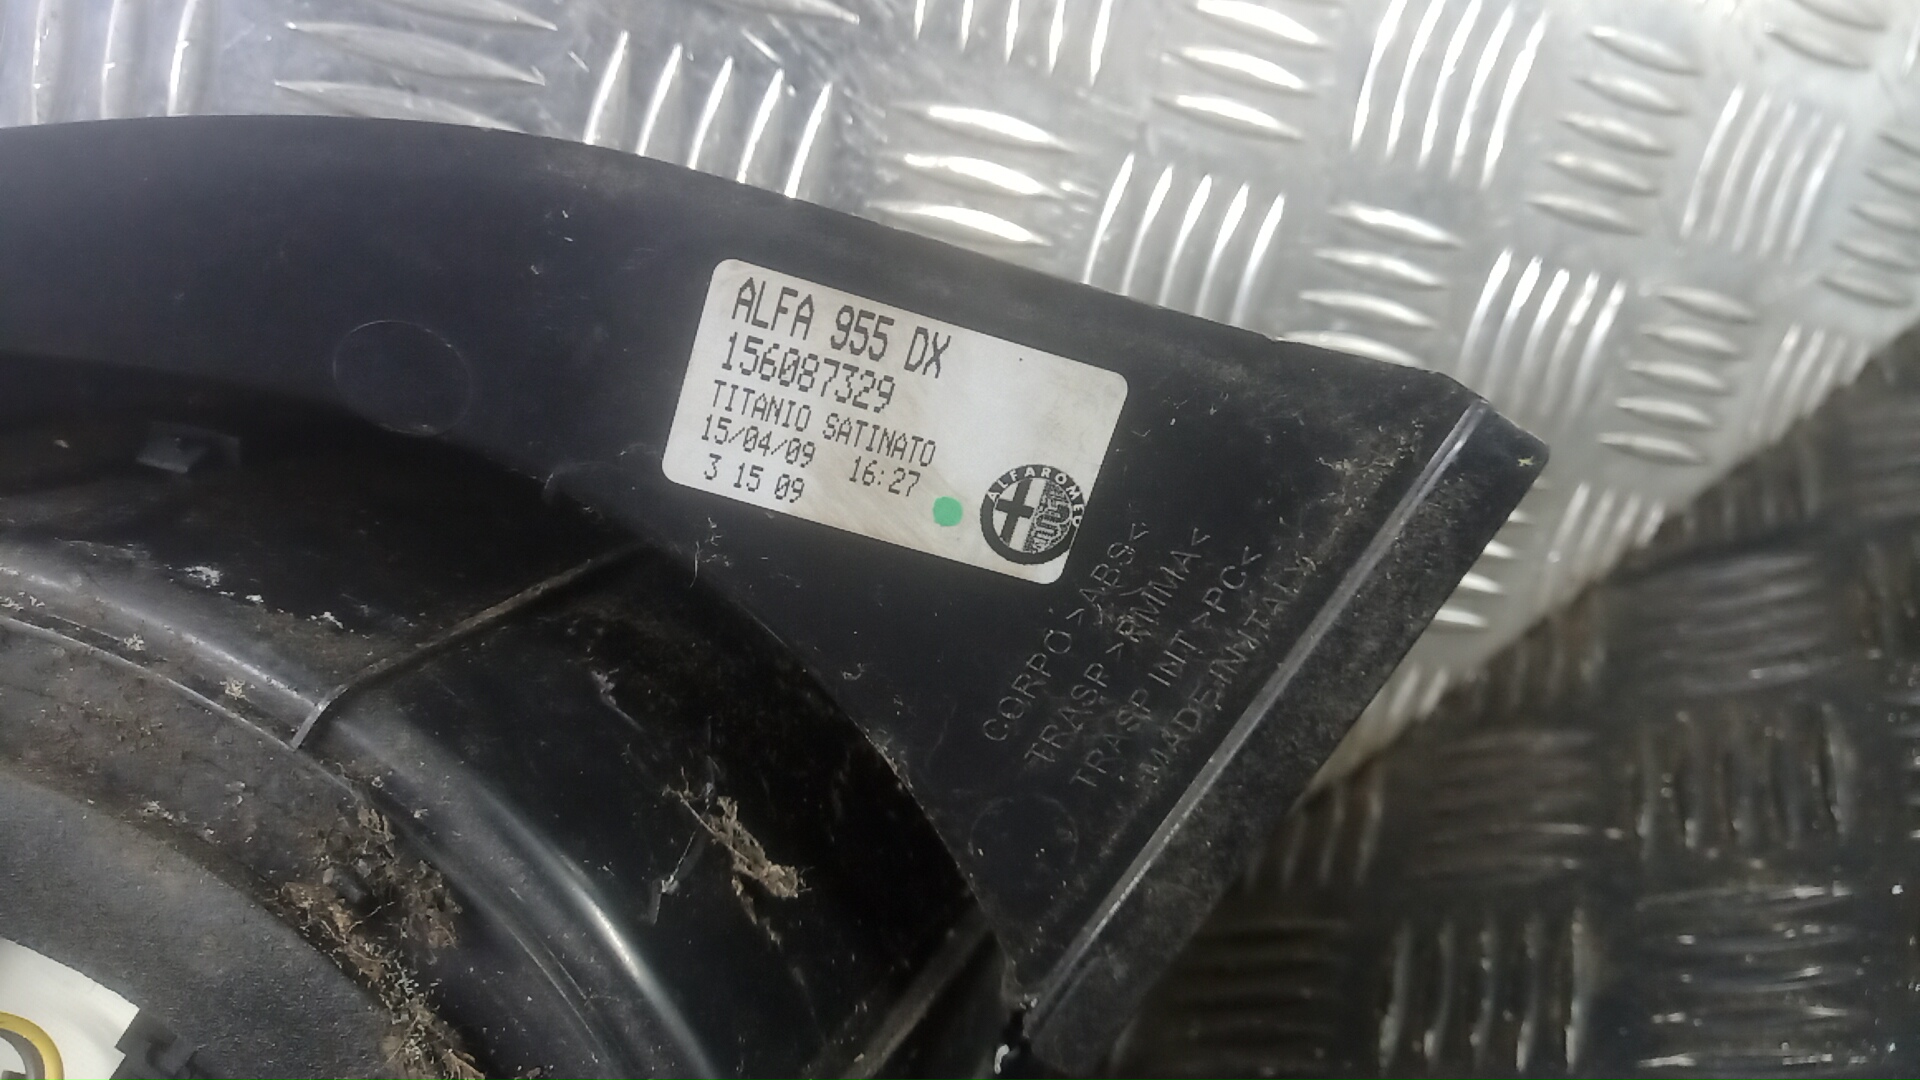 ALFA 955 DX
156087329
TITANIO SATINATO
15/04/09 16:27
3 15 09
ALFA ROMEO
CORPO >ABS<
TRASP >PMMA<
TRASP INT >PC<
MADE IN ITALY